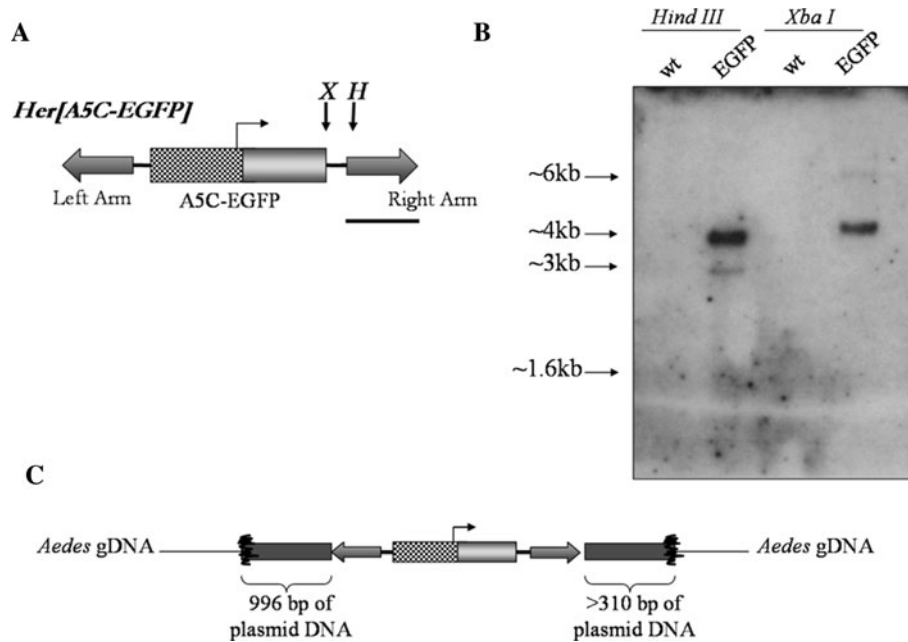 A
Her[A5C-EGFP]
X H
Left Arm
A5C-EGFP
Right Arm
B
Hind III Xba I
wt EGFP wt EGFP
~6kb
~4kb
~3kb
~1.6kb
C
Aedes gDNA
Aedes gDNA
996 bp of
plasmid DNA
>310 bp of
plasmid DNA